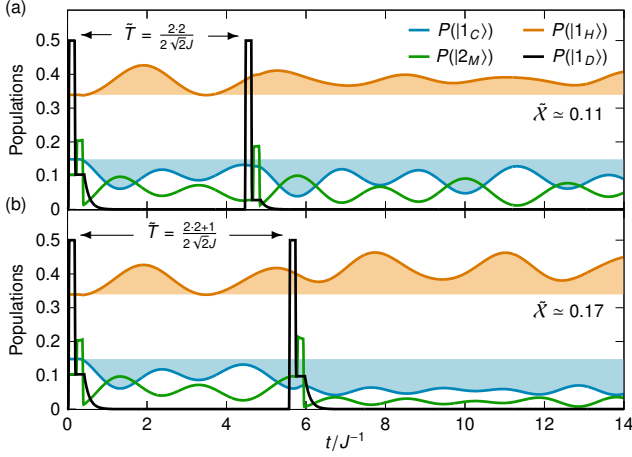 (a)
T̃ = 2·2 / 2√2J
P(|1_C⟩) P(|1_H⟩)
P(|2_M⟩) P(|1_D⟩)
X̃ ≃ 0.11
Populations
0.5
0.4
0.3
0.2
0.1
0
(b)
T̃ = 2·2+1 / 2√2J
X̃ ≃ 0.17
Populations
0.5
0.4
0.3
0.2
0.1
0
0 2 4 6 8 10 12 14
t/J⁻¹